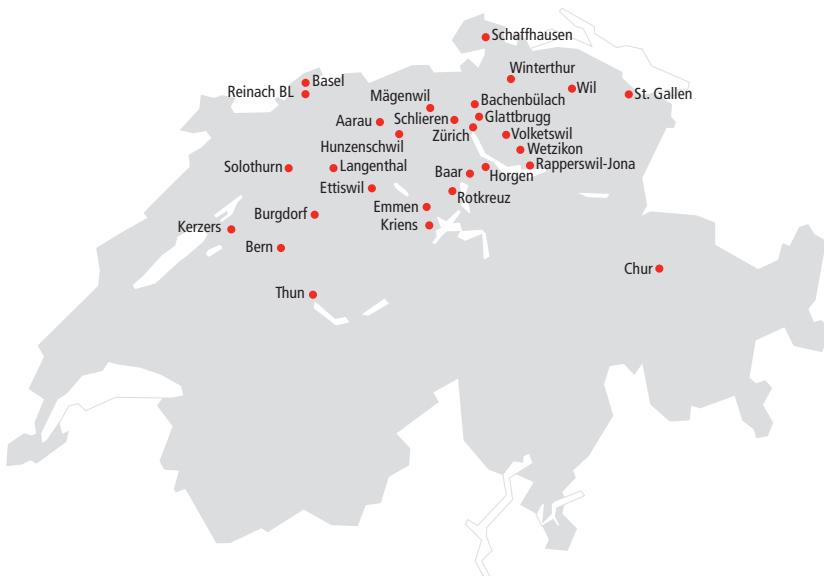 Schaffhausen
Winterthur
Basel
Wil
Reinach BL
St. Gallen
Mägenwil
Bachenbülach
Aarau
Schlieren
Glattbrugg
Zürich
Volketswil
Hunzenschwil
Wetzikon
Solothurn
Langenthal
Baar
Horgen
Rapperswil-Jona
Ettiswil
Rotkreuz
Emmen
Burgdorf
Kriens
Kerzers
Bern
Chur
Thun